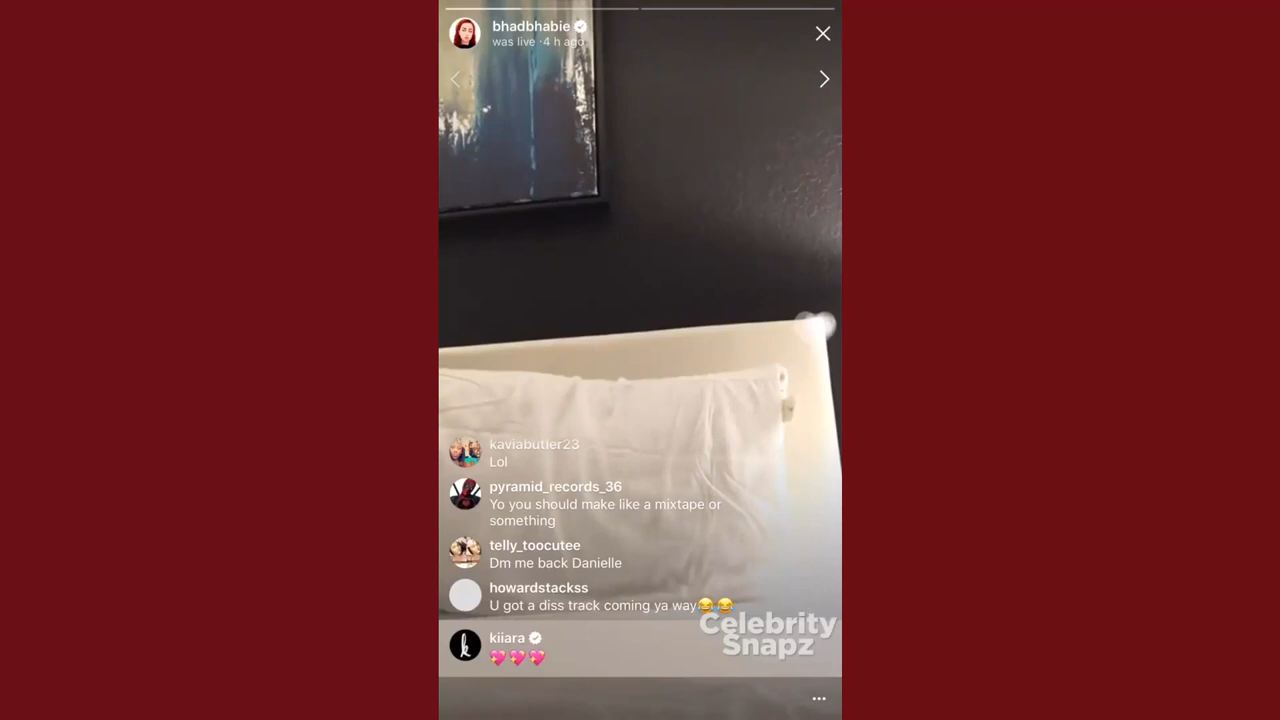 bhadbhabie
was live · 4 h ago
kaviabutler23
Lol
pyramid_records_36
Yo you should make like a mixtape or
something
telly_toocutee
Dm me back Danielle
howardstackss
U got a diss track coming ya way😂😂
Celebrity
Snapz
kiiara
💖💖💖